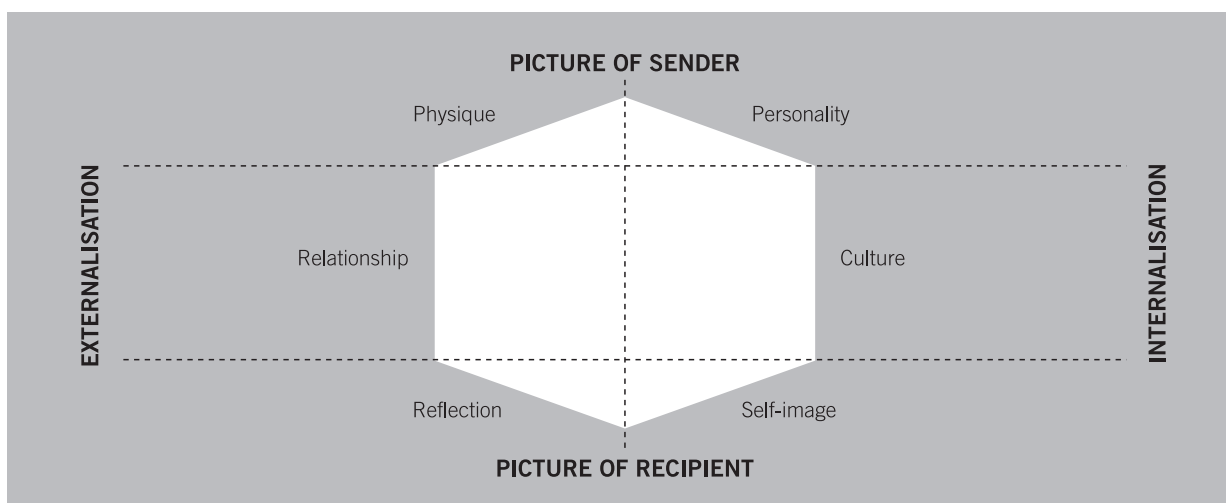 PICTURE OF SENDER
Physique
Personality
EXTERNALISATION
INTERNALISATION
Relationship
Culture
Reflection
Self-image
PICTURE OF RECIPIENT